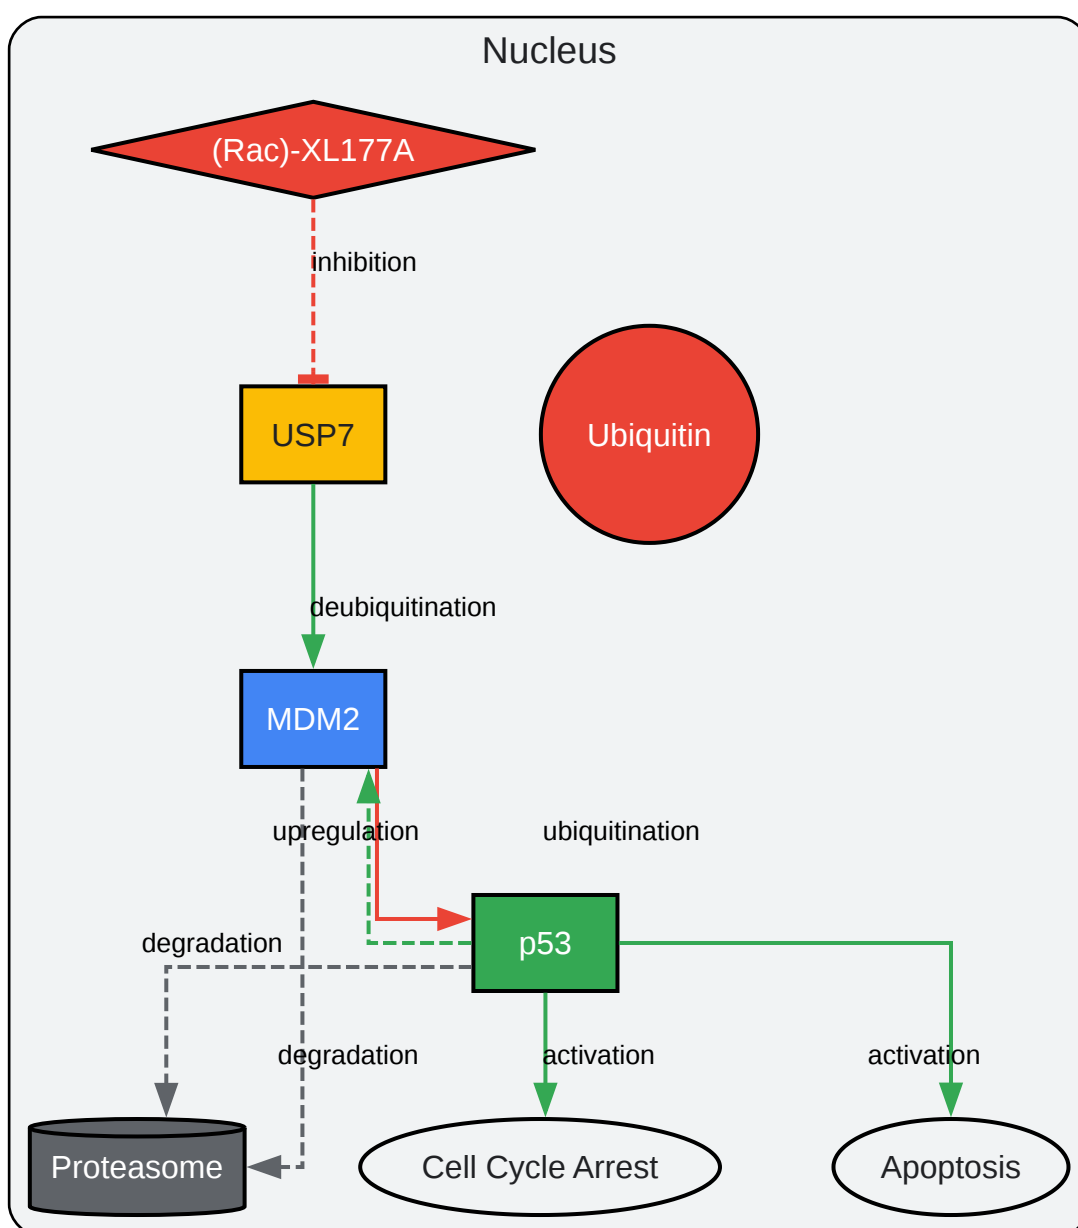 Nucleus
(Rac)-XL177A
inhibition
USP7
Ubiquitin
deubiquitination
MDM2
upregulation
ubiquitination
p53
degradation
degradation
activation
activation
Proteasome
Cell Cycle Arrest
Apoptosis